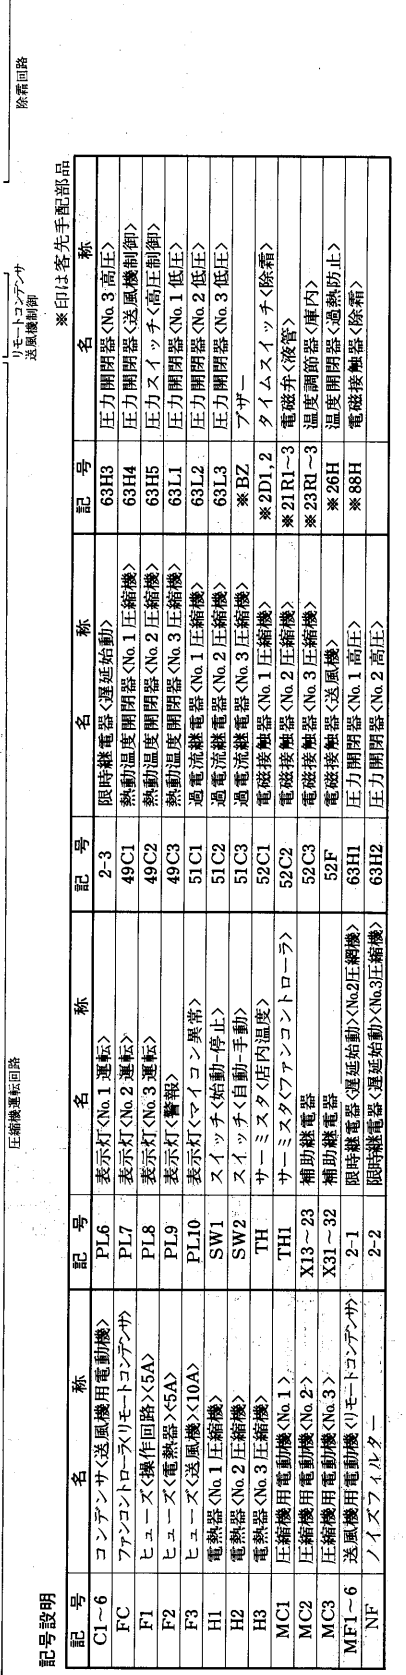 圧縮機運転回路
リモートコンデンサ
送風機制御
除霜回路
記号説明
※印は客先手配部品
記 号 名 称 記 号 名 称 記 号 名 称 記 号 名 称
C1～6 コンデンサ<送風機用電動機> PL6 表示灯<No.1運転> 2-3 限時継電器<遅延始動> 63H3 圧力開閉器<No.3高圧>
FC ファンコントローラ<リモートコンデンサ> PL7 表示灯<No.2運転> 49C1 熱動温度開閉器<No.1圧縮機> 63H4 圧力開閉器<送風機制御>
F1 ヒューズ<操作回路><5A> PL8 表示灯<No.3運転> 49C2 熱動温度開閉器<No.2圧縮機> 63H5 圧力スイッチ<高圧制御>
F2 ヒューズ<電熱器><5A> PL9 表示灯<警報> 49C3 熱動温度開閉器<No.3圧縮機> 63L1 圧力開閉器<No.1低圧>
F3 ヒューズ<送風機><10A> PL10 表示灯<マイコン異常> 51C1 過電流継電器<No.1圧縮機> 63L2 圧力開閉器<No.2低圧>
H1 電熱器<No.1圧縮機> SW1 スイッチ<始動-停止> 51C2 過電流継電器<No.2圧縮機> 63L3 圧力開閉器<No.3低圧>
H2 電熱器<No.2圧縮機> SW2 スイッチ<自動-手動> 51C3 過電流継電器<No.3圧縮機> ※BZ ブザー
H3 電熱器<No.3圧縮機> TH サーミスタ<店内温度> 52C1 電磁接触器<No.1圧縮機> ※2D1,2 タイムスイッチ<除霜>
MC1 圧縮機用電動機<No.1> TH1 サーミスタ<ファンコントローラ> 52C2 電磁接触器<No.2圧縮機> ※21R1～3 電磁弁<液管>
MC2 圧縮機用電動機<No.2> X13～23 補助継電器 52C3 電磁接触器<No.3圧縮機> ※23R1～3 温度調節器<庫内>
MC3 圧縮機用電動機<No.3> X31～32 補助継電器 52F 電磁接触器<送風機> ※26H 温度開閉器<過熱防止>
MF1～6 送風機用電動機<リモートコンデンサ> 2-1 限時継電器<遅延始動><No.2圧縮機> 63H1 圧力開閉器<No.1高圧> ※88H 電磁接触器<除霜>
NF ノイズフィルター 2-2 限時継電器<遅延始動><No.3圧縮機> 63H2 圧力開閉器<No.2高圧>